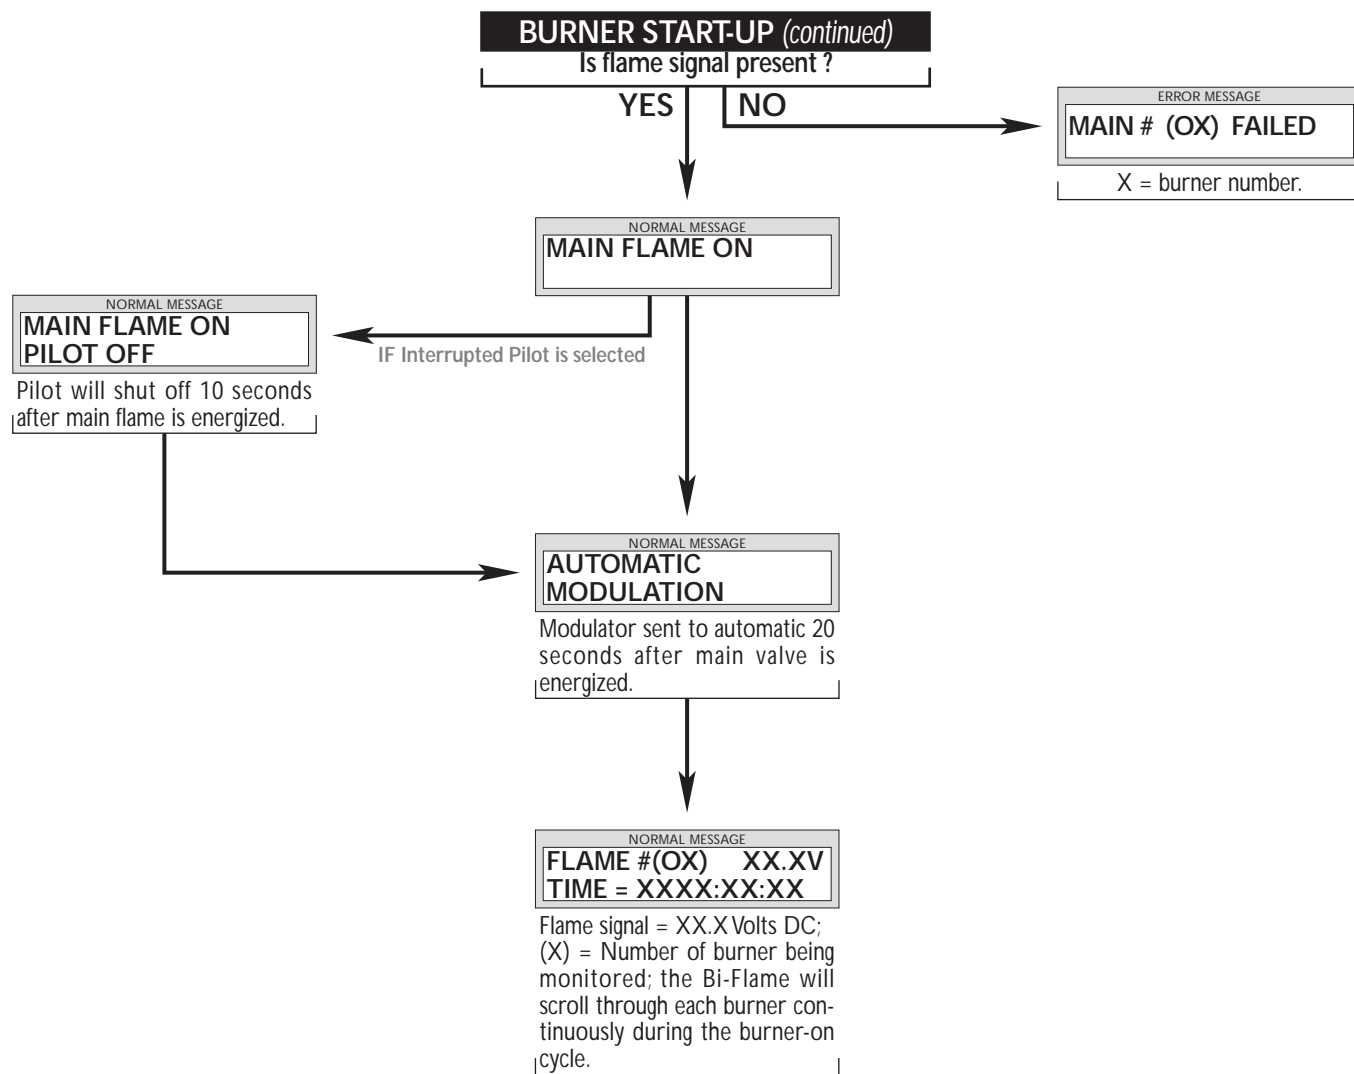 BURNER START-UP (continued)
Is flame signal present ?
YES
NO
ERROR MESSAGE
MAIN # (OX) FAILED
X = burner number.
NORMAL MESSAGE
MAIN FLAME ON
NORMAL MESSAGE
MAIN FLAME ON
PILOT OFF
IF Interrupted Pilot is selected
Pilot will shut off 10 seconds
after main flame is energized.
NORMAL MESSAGE
AUTOMATIC
MODULATION
Modulator sent to automatic 20
seconds after main valve is
energized.
NORMAL MESSAGE
FLAME #(OX) XX.XV
TIME = XXXX:XX:XX
Flame signal = XX.X Volts DC;
(X) = Number of burner being
monitored; the Bi-Flame will
scroll through each burner con-
tinuously during the burner-on
cycle.